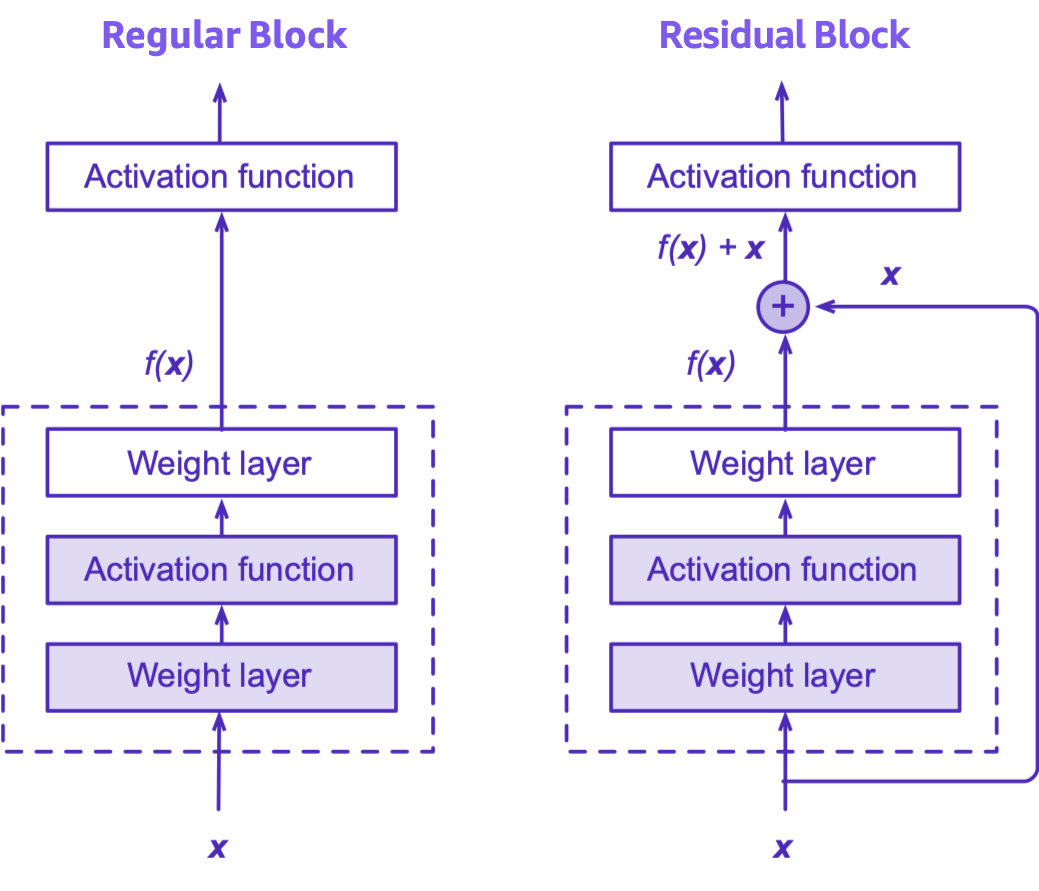 Regular Block
Activation function
f(x)
Weight layer
Activation function
Weight layer
x
Residual Block
Activation function
f(x) + x
x
+
f(x)
Weight layer
Activation function
Weight layer
x